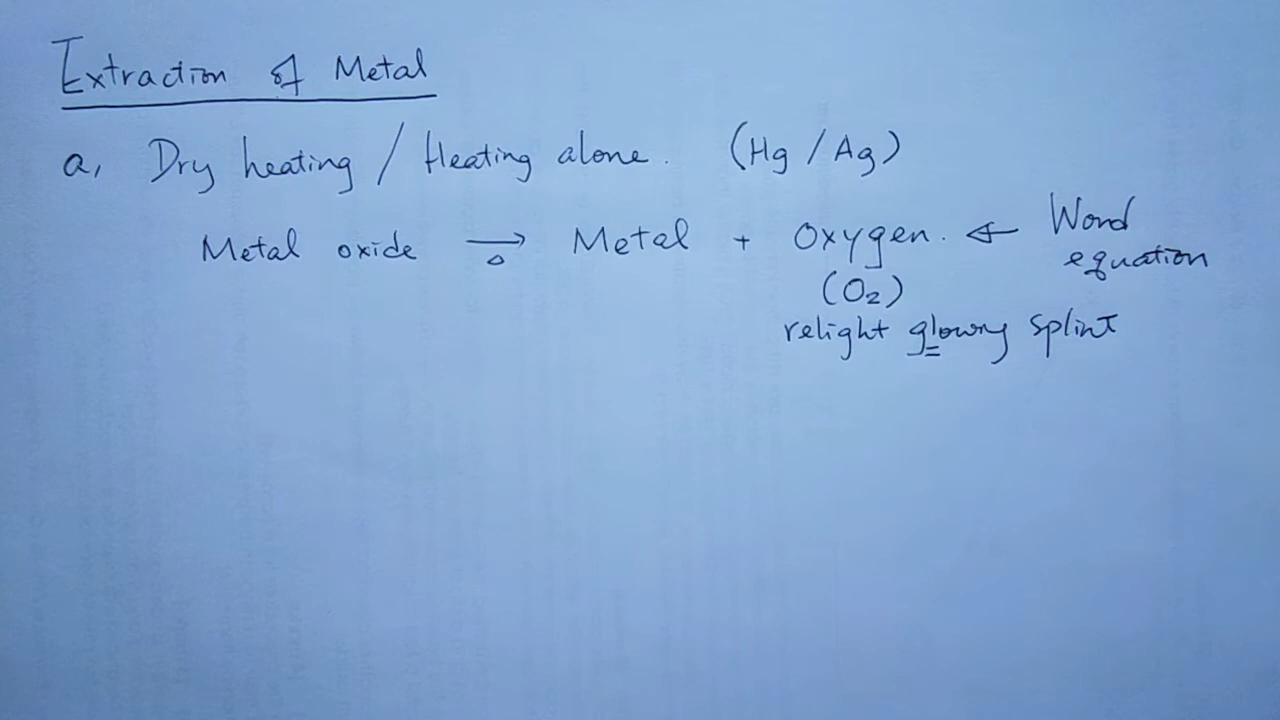 Extraction of Metal
a, Dry heating / Heating alone. (Hg / Ag)
Metal oxide →Δ Metal + Oxygen. ← Word equation
(O₂)
relight glowing splint